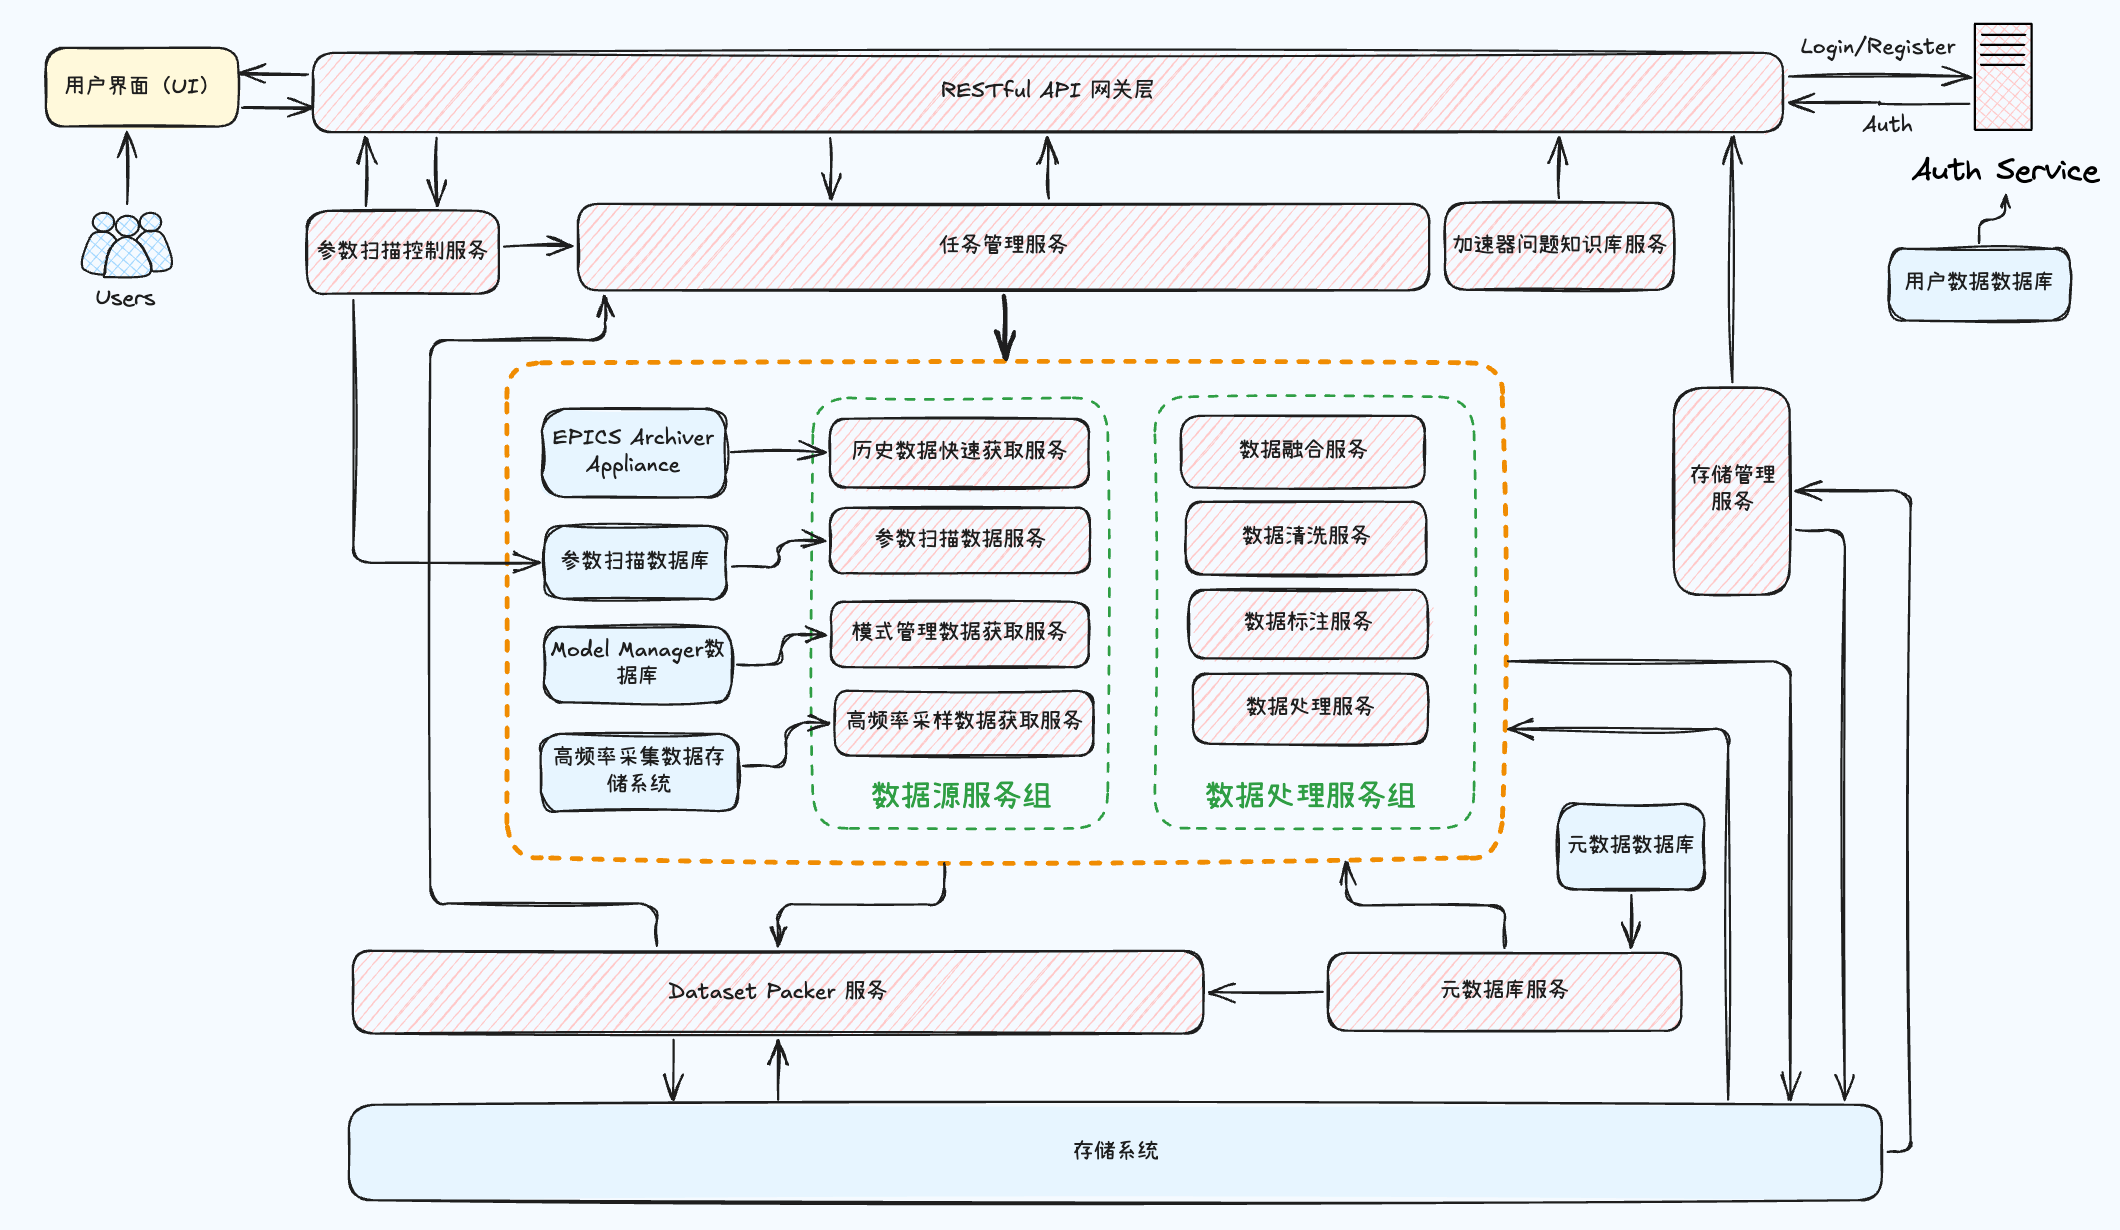 用户界面（UI）
RESTful API 网关层
Login/Register
Auth
Auth Service
Users
参数扫描控制服务
任务管理服务
加速器问题知识库服务
用户数据数据库
EPICS Archiver
Appliance
历史数据快速获取服务
数据融合服务
存储管理
服务
参数扫描数据库
参数扫描数据服务
数据清洗服务
Model Manager数
据库
模式管理数据获取服务
数据标注服务
高频率采集数据存
储系统
高频率采样数据获取服务
数据处理服务
数据源服务组
数据处理服务组
元数据数据库
Dataset Packer 服务
元数据库服务
存储系统